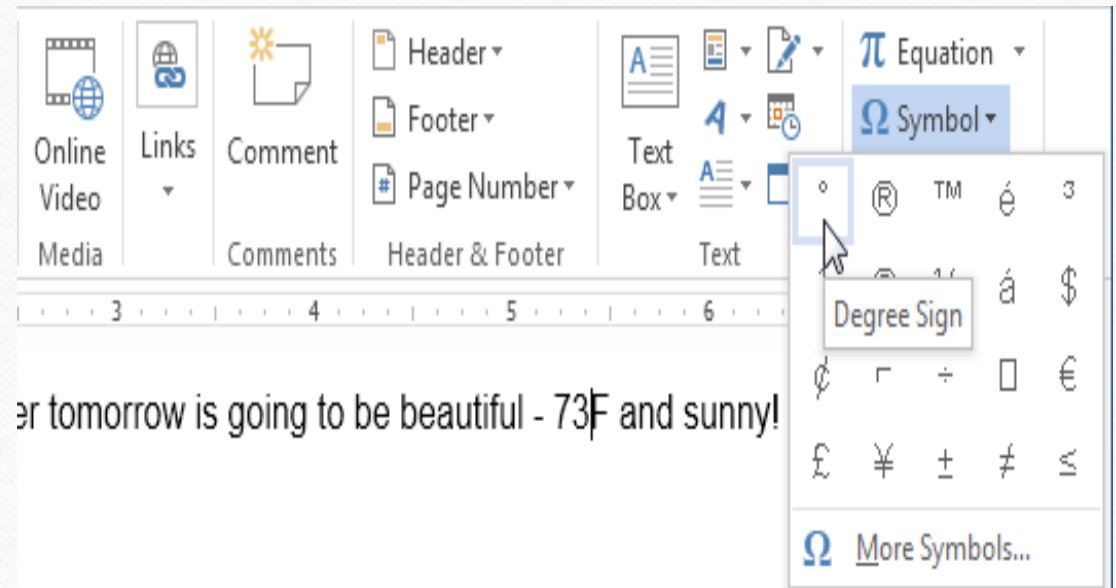 Online Video
Links
Comment
Header
Footer
# Page Number
Text Box
A
A
A
π Equation
Ω Symbol
Media
Comments
Header & Footer
Text
° ® ™ é ³
á $
Degree Sign
¢ ÷ €
£ ¥ ± ≠ ≤
Ω More Symbols...
3 4 5 6
er tomorrow is going to be beautiful - 73F and sunny!